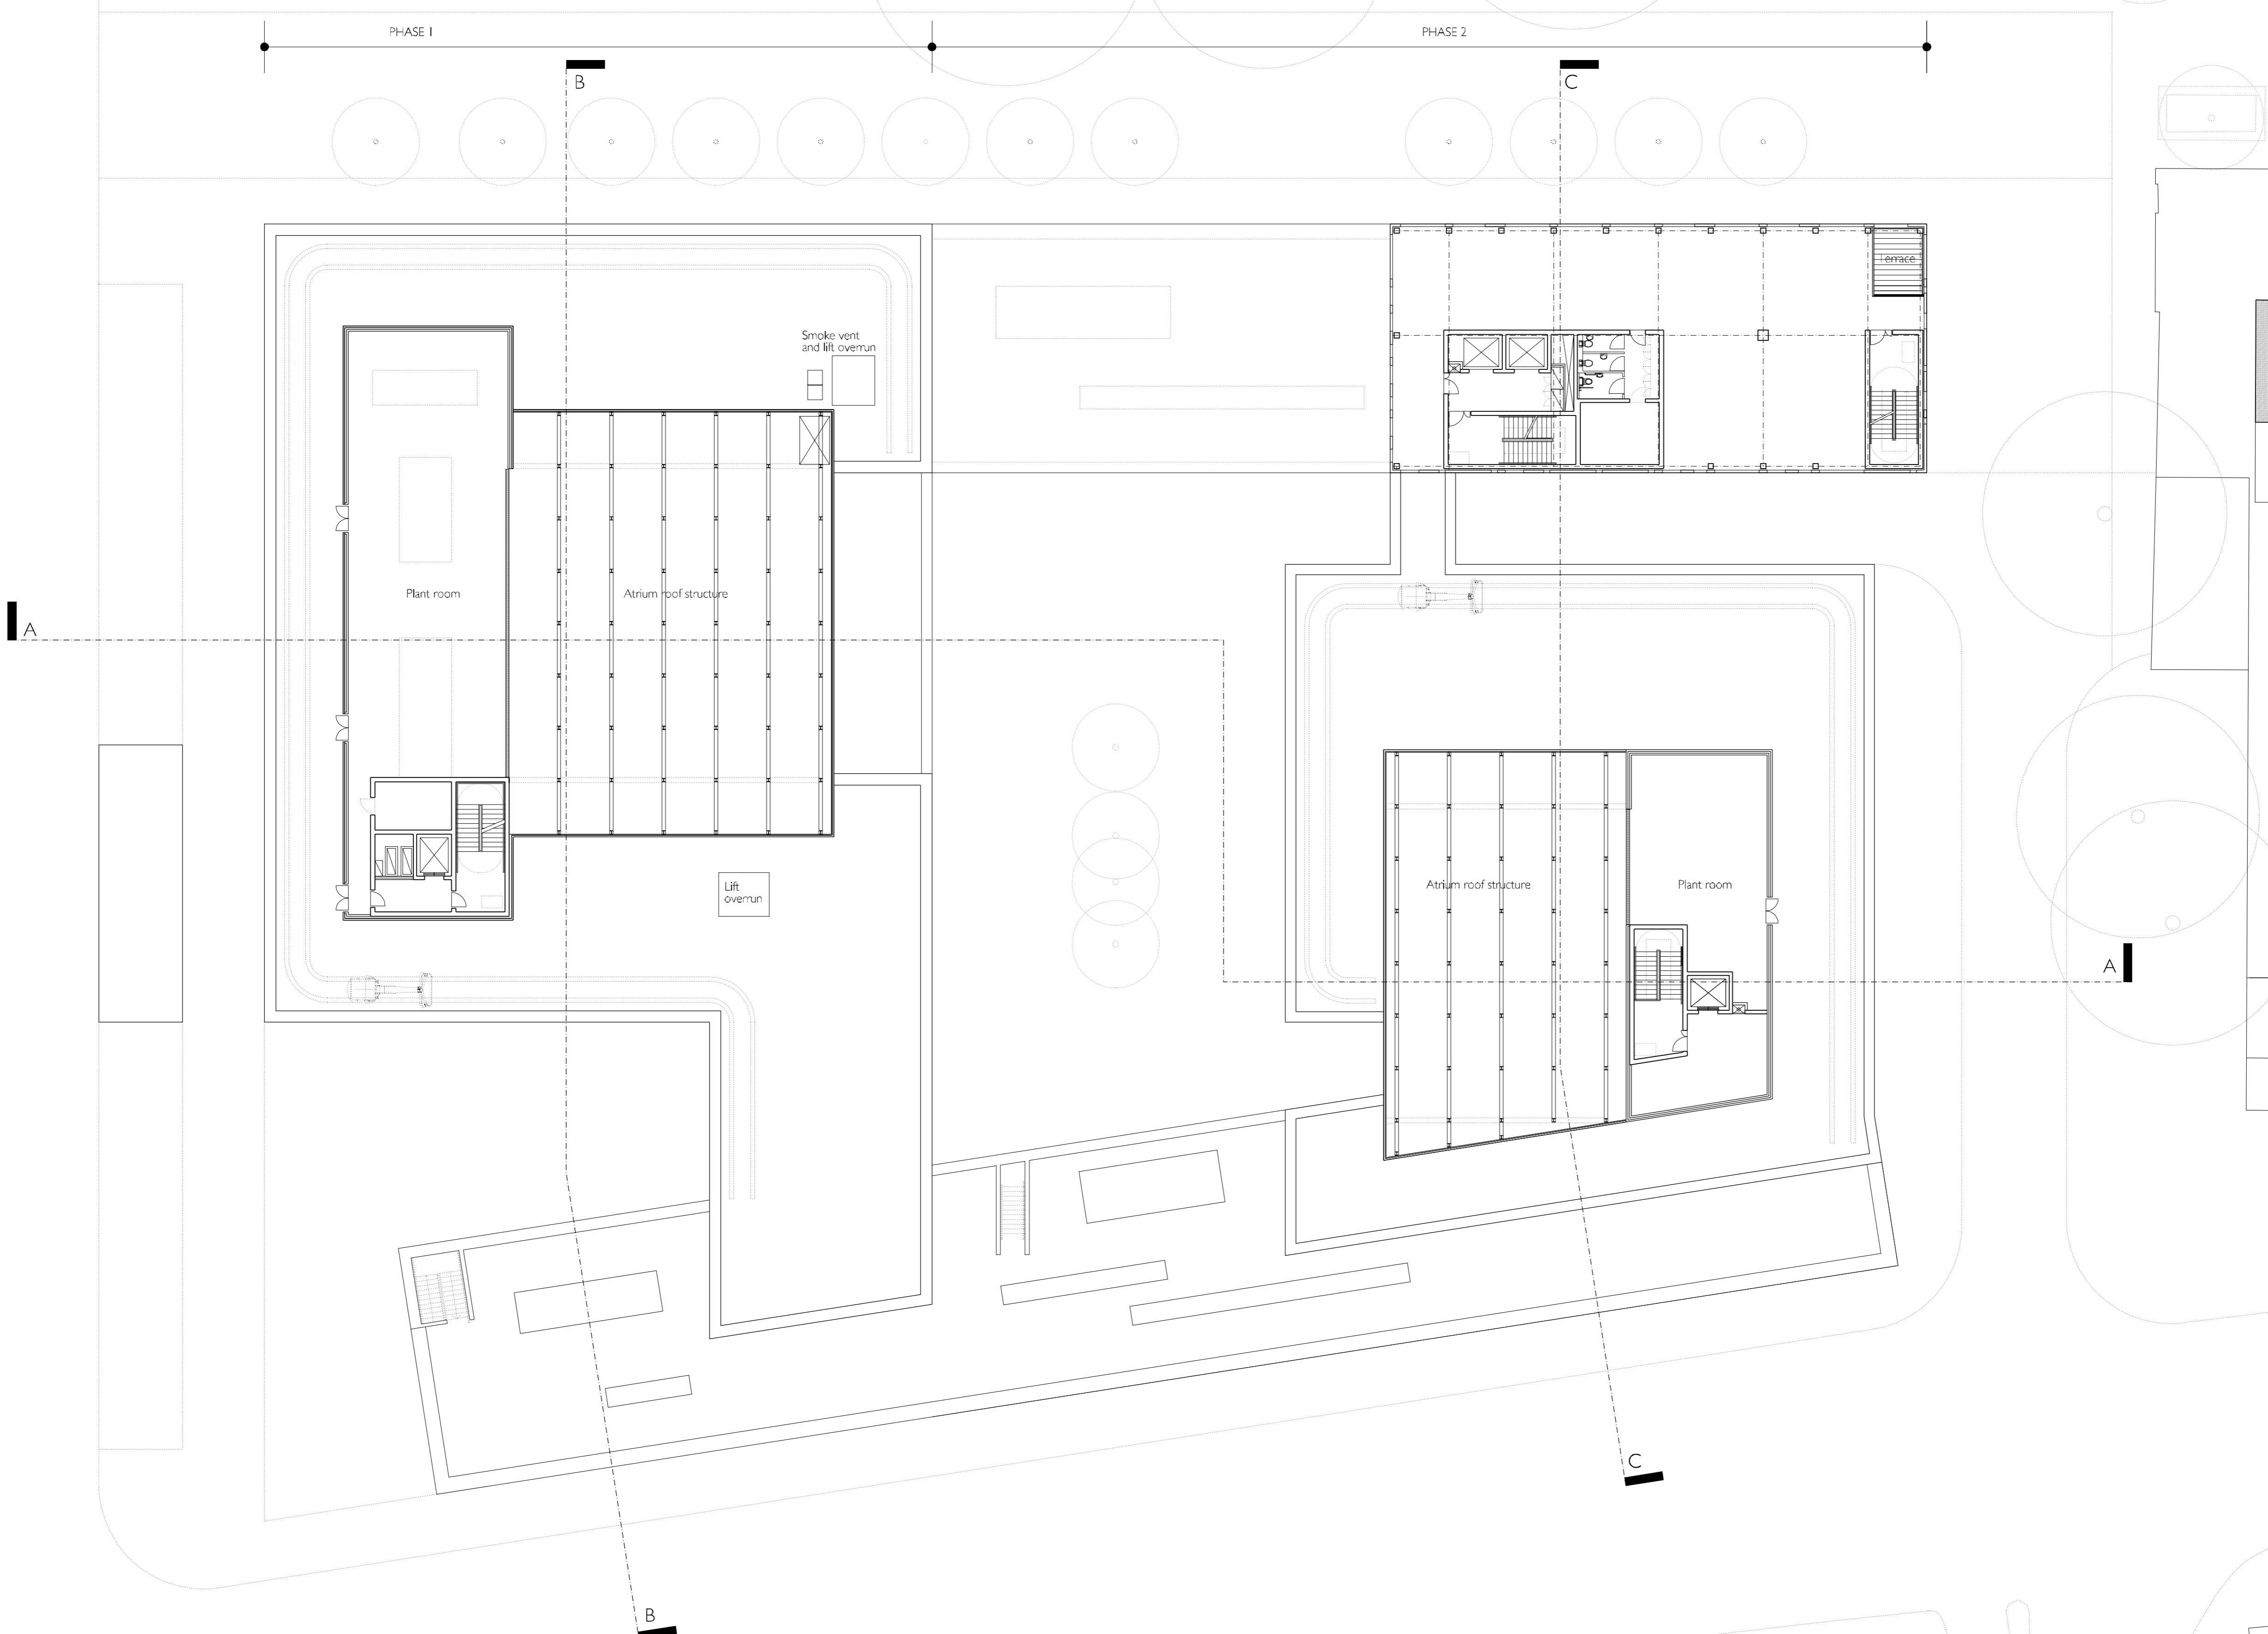 PHASE 1
PHASE 2
B
C
Terrace
Smoke vent
and lift overrun
Plant room
Atrium roof structure
A
Atrium roof structure
Plant room
Lift
overrun
A
C
B